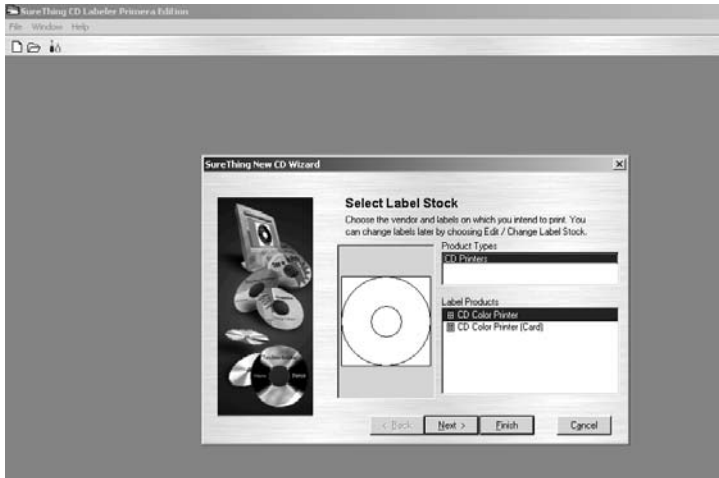 SureThing CD Labeler Primera Edition
File Window Help
SureThing New CD Wizard
Select Label Stock
Choose the vendor and labels on which you intend to print. You
can change labels later by choosing Edit / Change Label Stock.
Product Types
CD Printers
Label Products
CD Color Printer
CD Color Printer (Card)
< Back
Next >
Finish
Cancel